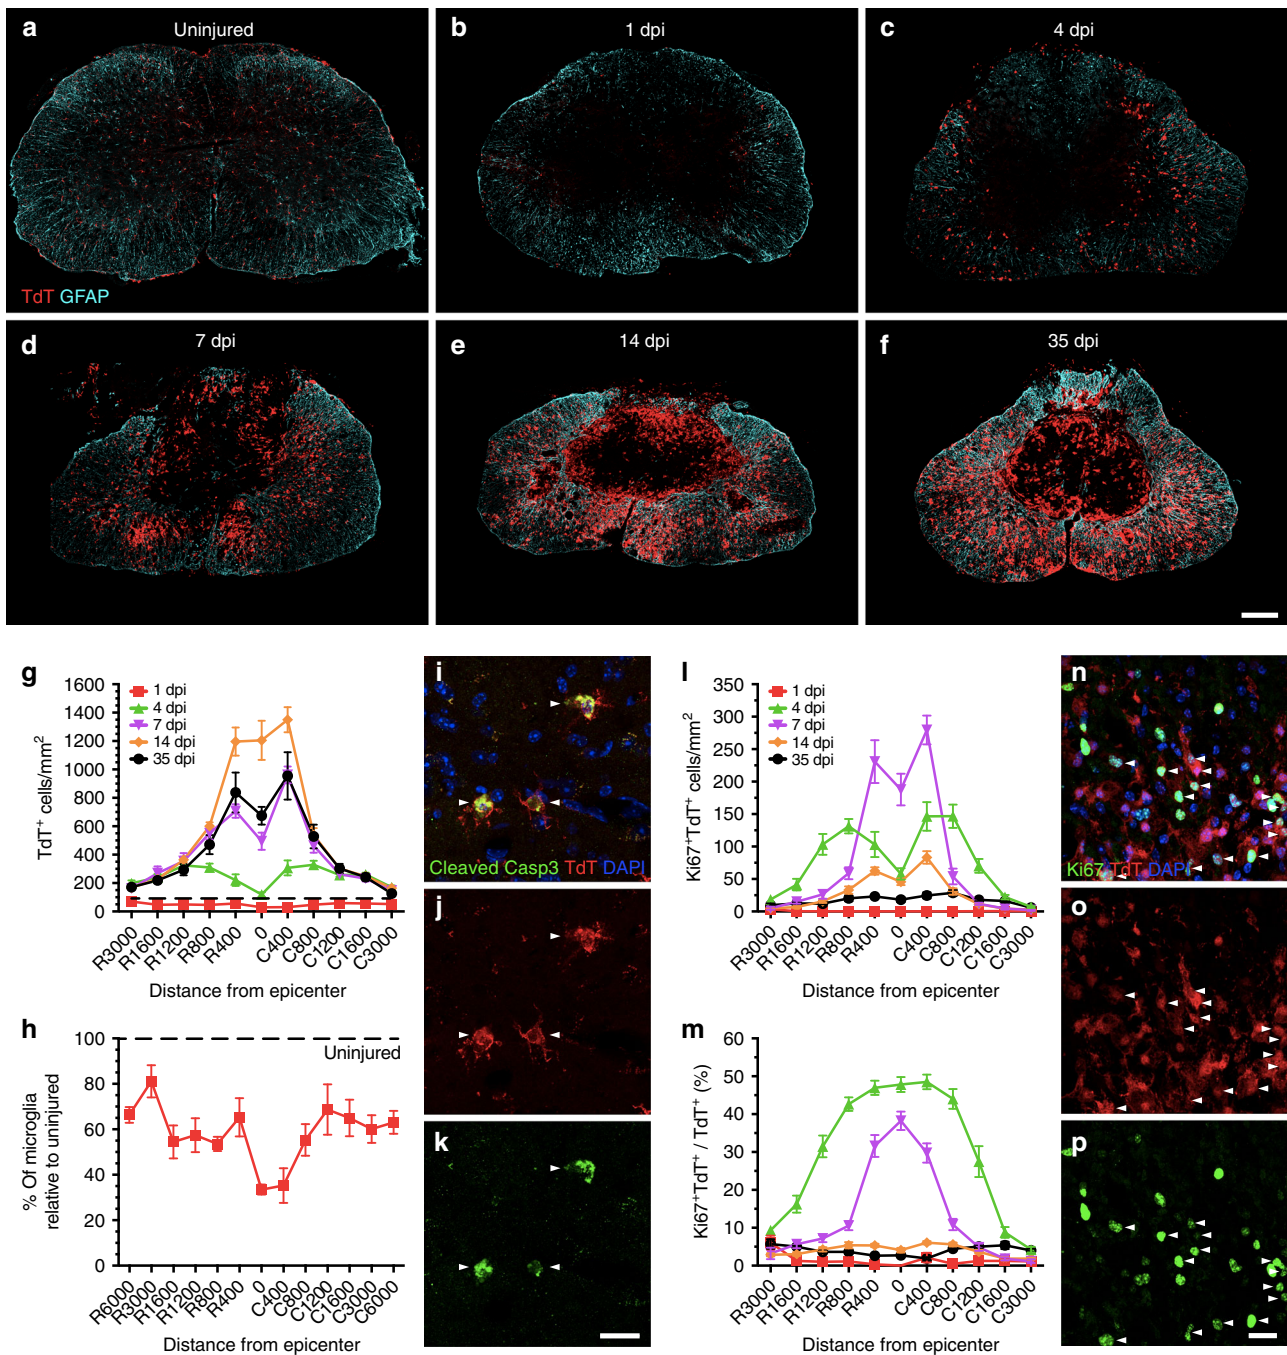 a
Uninjured
b
1 dpi
c
4 dpi
TdT GFAP
d
7 dpi
e
14 dpi
f
35 dpi
g
1600
1400
1200
1000
800
600
400
200
0
TdT⁺ cells/mm²
1 dpi
4 dpi
7 dpi
14 dpi
35 dpi
R3000
R1600
R1200
R800
R400
0
C400
C800
C1200
C1600
C3000
Distance from epicenter
h
100
80
60
40
20
0
% Of microglia
relative to uninjured
Uninjured
R6000
R3000
R1600
R1200
R800
R400
0
C400
C800
C1200
C1600
C3000
C6000
Distance from epicenter
i
Cleaved Casp3 TdT DAPI
j
k
l
350
300
250
200
150
100
50
0
Ki67⁺TdT⁺ cells/mm²
1 dpi
4 dpi
7 dpi
14 dpi
35 dpi
R3000
R1600
R1200
R800
R400
0
C400
C800
C1200
C1600
C3000
Distance from epicenter
m
60
50
40
30
20
10
0
Ki67⁺TdT⁺ / TdT⁺ (%)
R3000
R1600
R1200
R800
R400
0
C400
C800
C1200
C1600
C3000
Distance from epicenter
n
Ki67 TdT DAPI
o
p